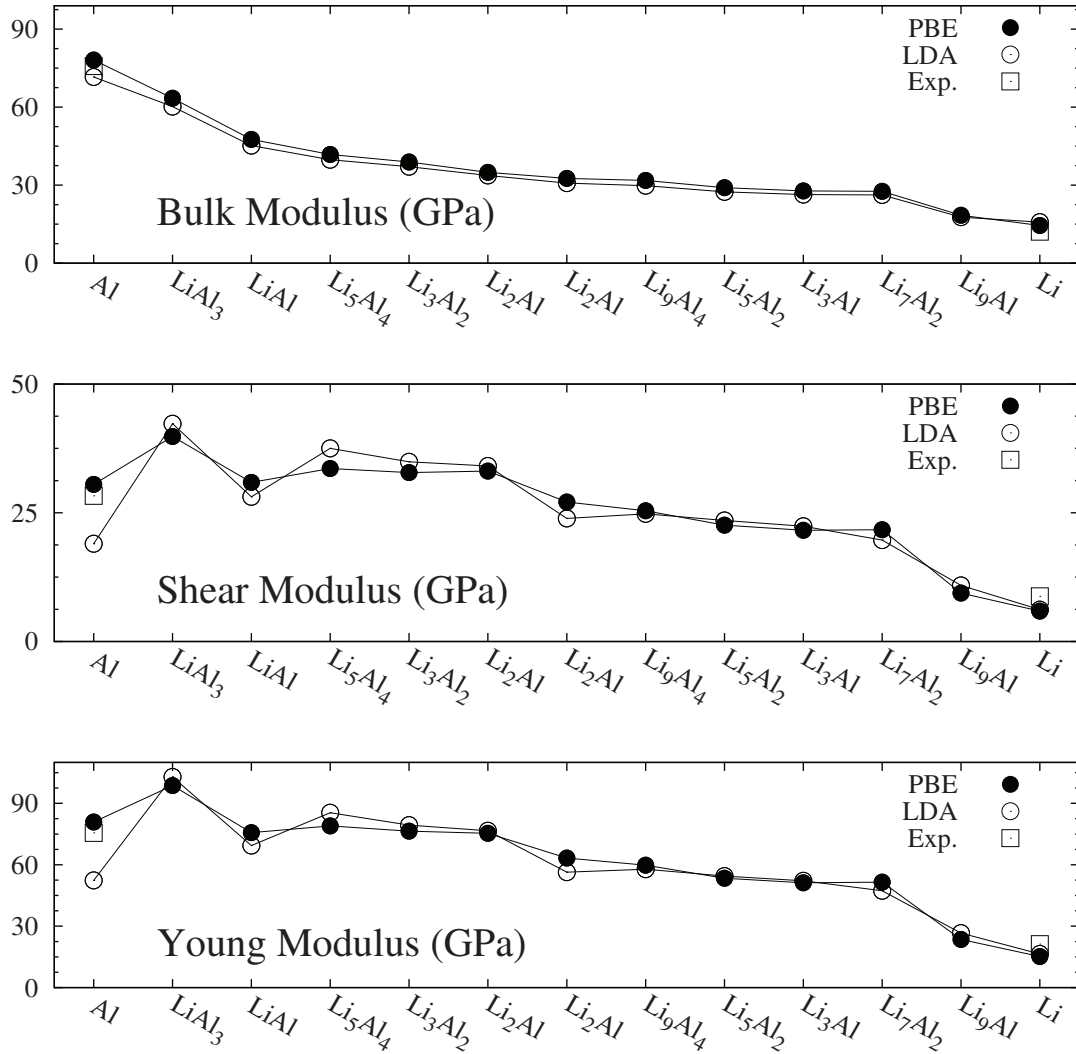 90
60
30
0
PBE
LDA
Exp.
Bulk Modulus (GPa)
Al LiAl3 LiAl Li5Al4 Li3Al2 Li2Al Li2Al Li9Al4 Li5Al2 Li3Al Li7Al2 Li9Al Li
50
25
0
PBE
LDA
Exp.
Shear Modulus (GPa)
Al LiAl3 LiAl Li5Al4 Li3Al2 Li2Al Li2Al Li9Al4 Li5Al2 Li3Al Li7Al2 Li9Al Li
90
60
30
0
PBE
LDA
Exp.
Young Modulus (GPa)
Al LiAl3 LiAl Li5Al4 Li3Al2 Li2Al Li2Al Li9Al4 Li5Al2 Li3Al Li7Al2 Li9Al Li